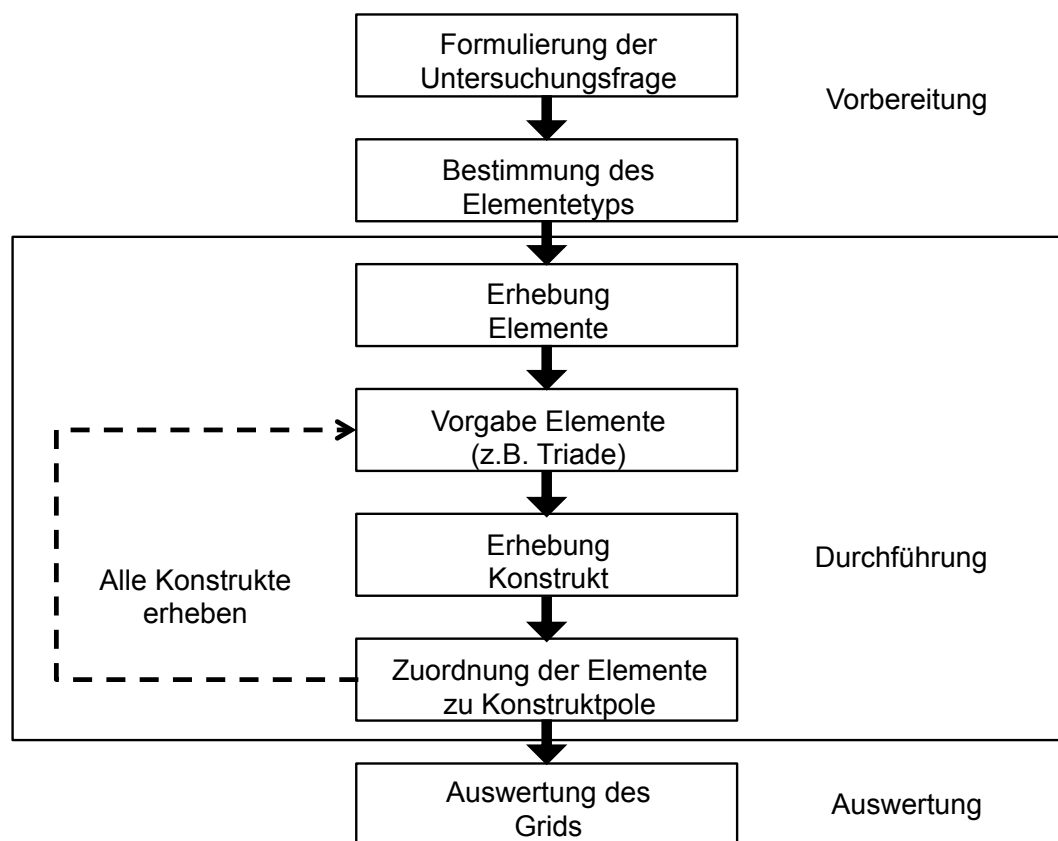 Formulierung der
Untersuchungsfrage
Vorbereitung
Bestimmung des
Elementetyps
Erhebung
Elemente
Vorgabe Elemente
(z.B. Triade)
Erhebung
Konstrukt
Durchführung
Alle Konstrukte
erheben
Zuordnung der Elemente
zu Konstruktpole
Auswertung des
Grids
Auswertung